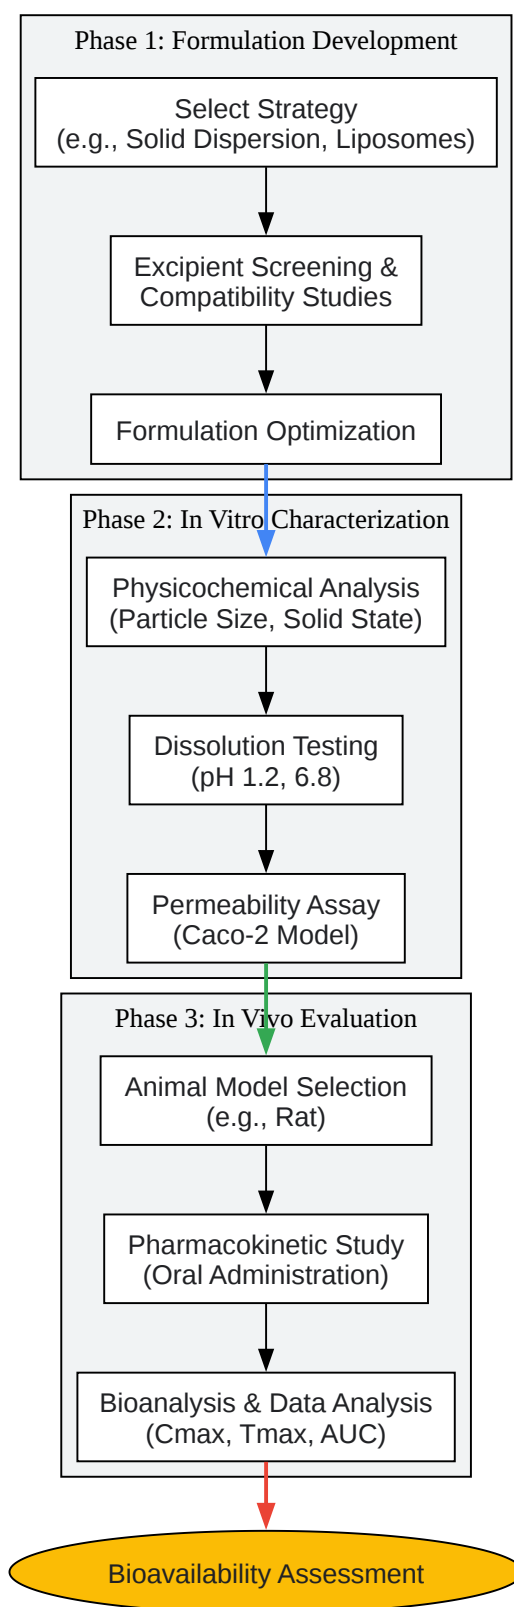 Phase 1: Formulation Development
Select Strategy
(e.g., Solid Dispersion, Liposomes)
Excipient Screening &
Compatibility Studies
Formulation Optimization
Phase 2: In Vitro Characterization
Physicochemical Analysis
(Particle Size, Solid State)
Dissolution Testing
(pH 1.2, 6.8)
Permeability Assay
(Caco-2 Model)
Phase 3: In Vivo Evaluation
Animal Model Selection
(e.g., Rat)
Pharmacokinetic Study
(Oral Administration)
Bioanalysis & Data Analysis
(Cmax, Tmax, AUC)
Bioavailability Assessment